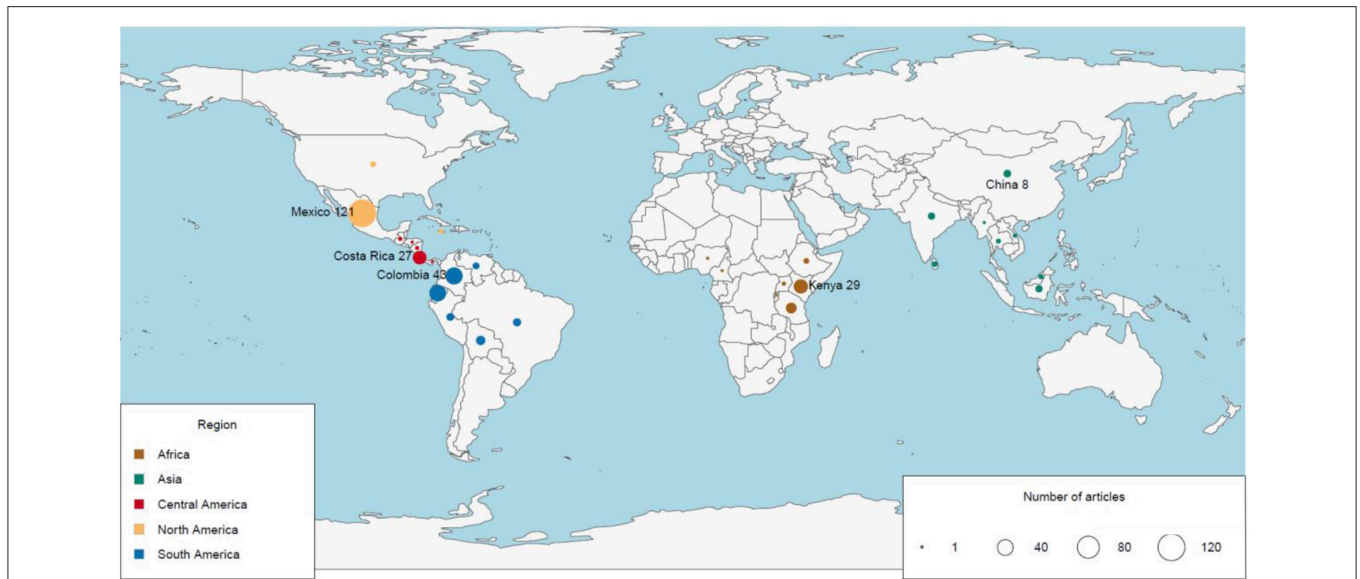 China 8
Mexico 121
Costa Rica 27
Colombia 43
Kenya 29
Region
Africa
Asia
Central America
North America
South America
Number of articles
1 40 80 120